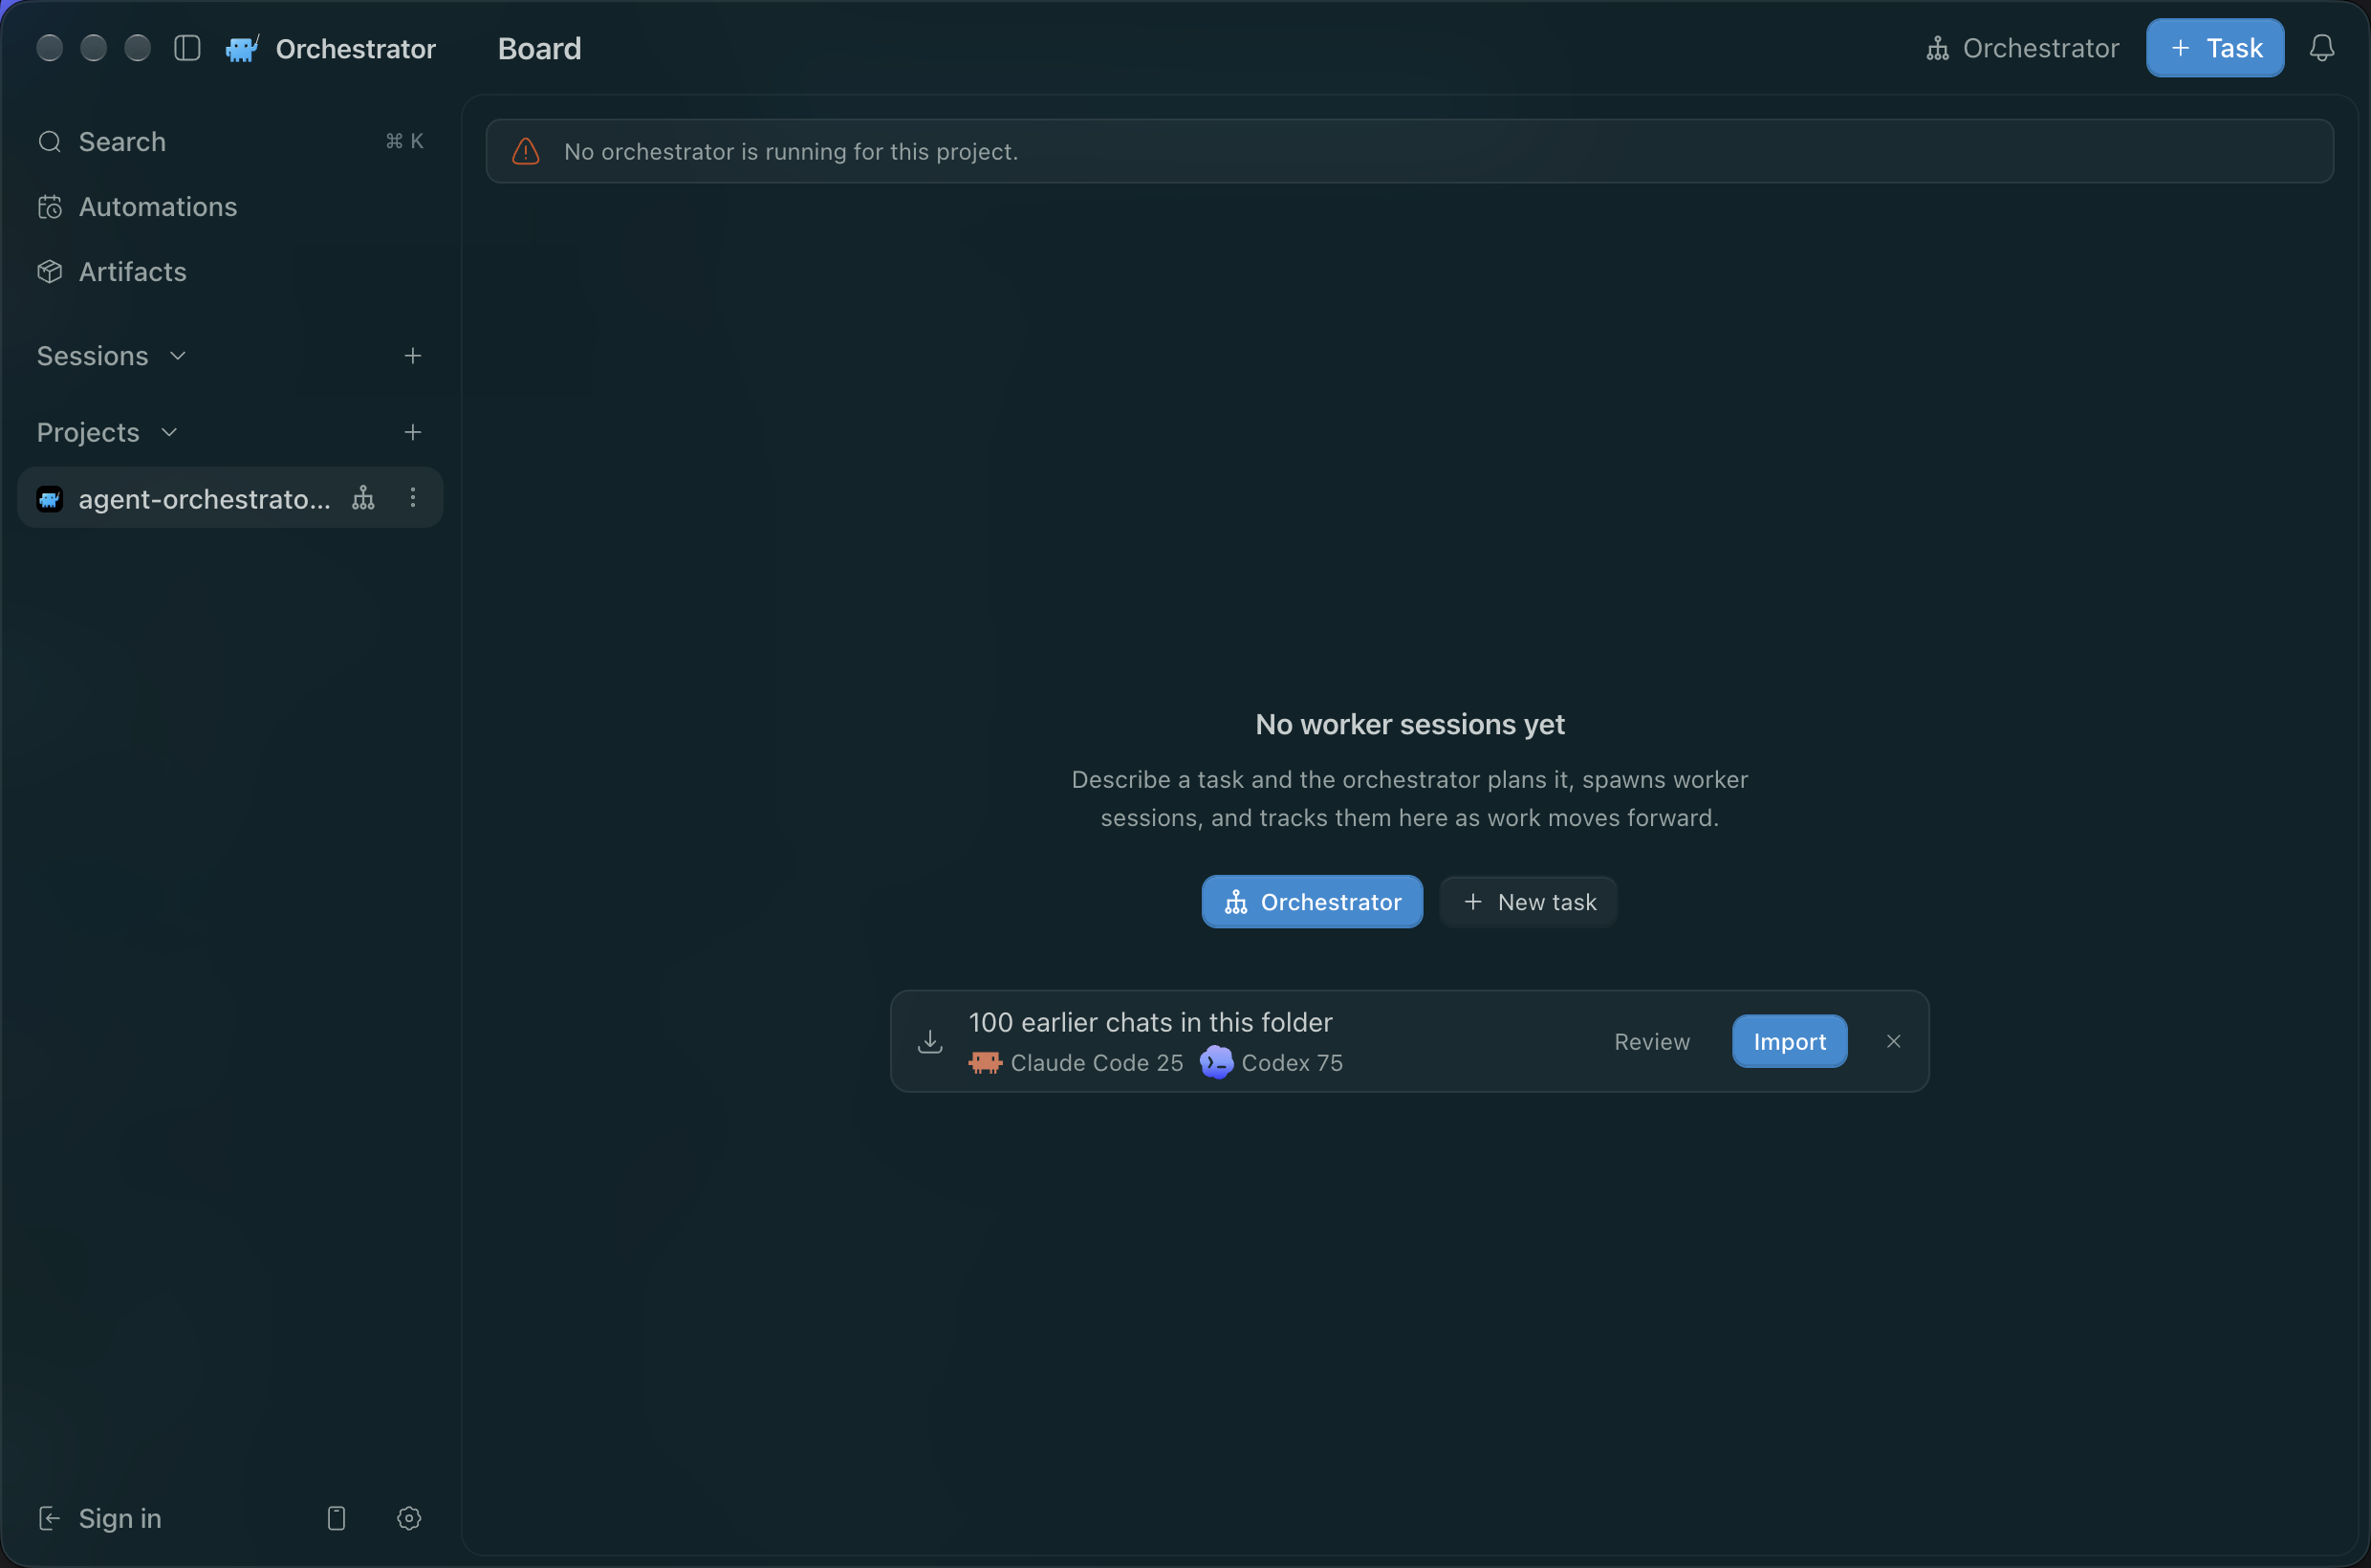 Orchestrator
Board
Orchestrator
+ Task
Search
⌘ K
Automations
Artifacts
Sessions
Projects
agent-orchestrato...
No orchestrator is running for this project.
No worker sessions yet
Describe a task and the orchestrator plans it, spawns worker
sessions, and tracks them here as work moves forward.
Orchestrator
+ New task
100 earlier chats in this folder
Claude Code 25
Codex 75
Review
Import
Sign in